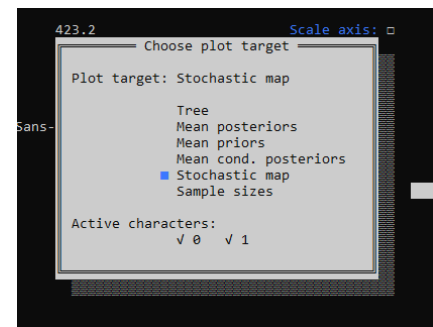 423.2 Scale axis: □
Choose plot target
Plot target: Stochastic map
Tree
Sans-
Mean posteriors
Mean priors
Mean cond. posteriors
Stochastic map
Sample sizes
Active characters:
√ 0 √ 1